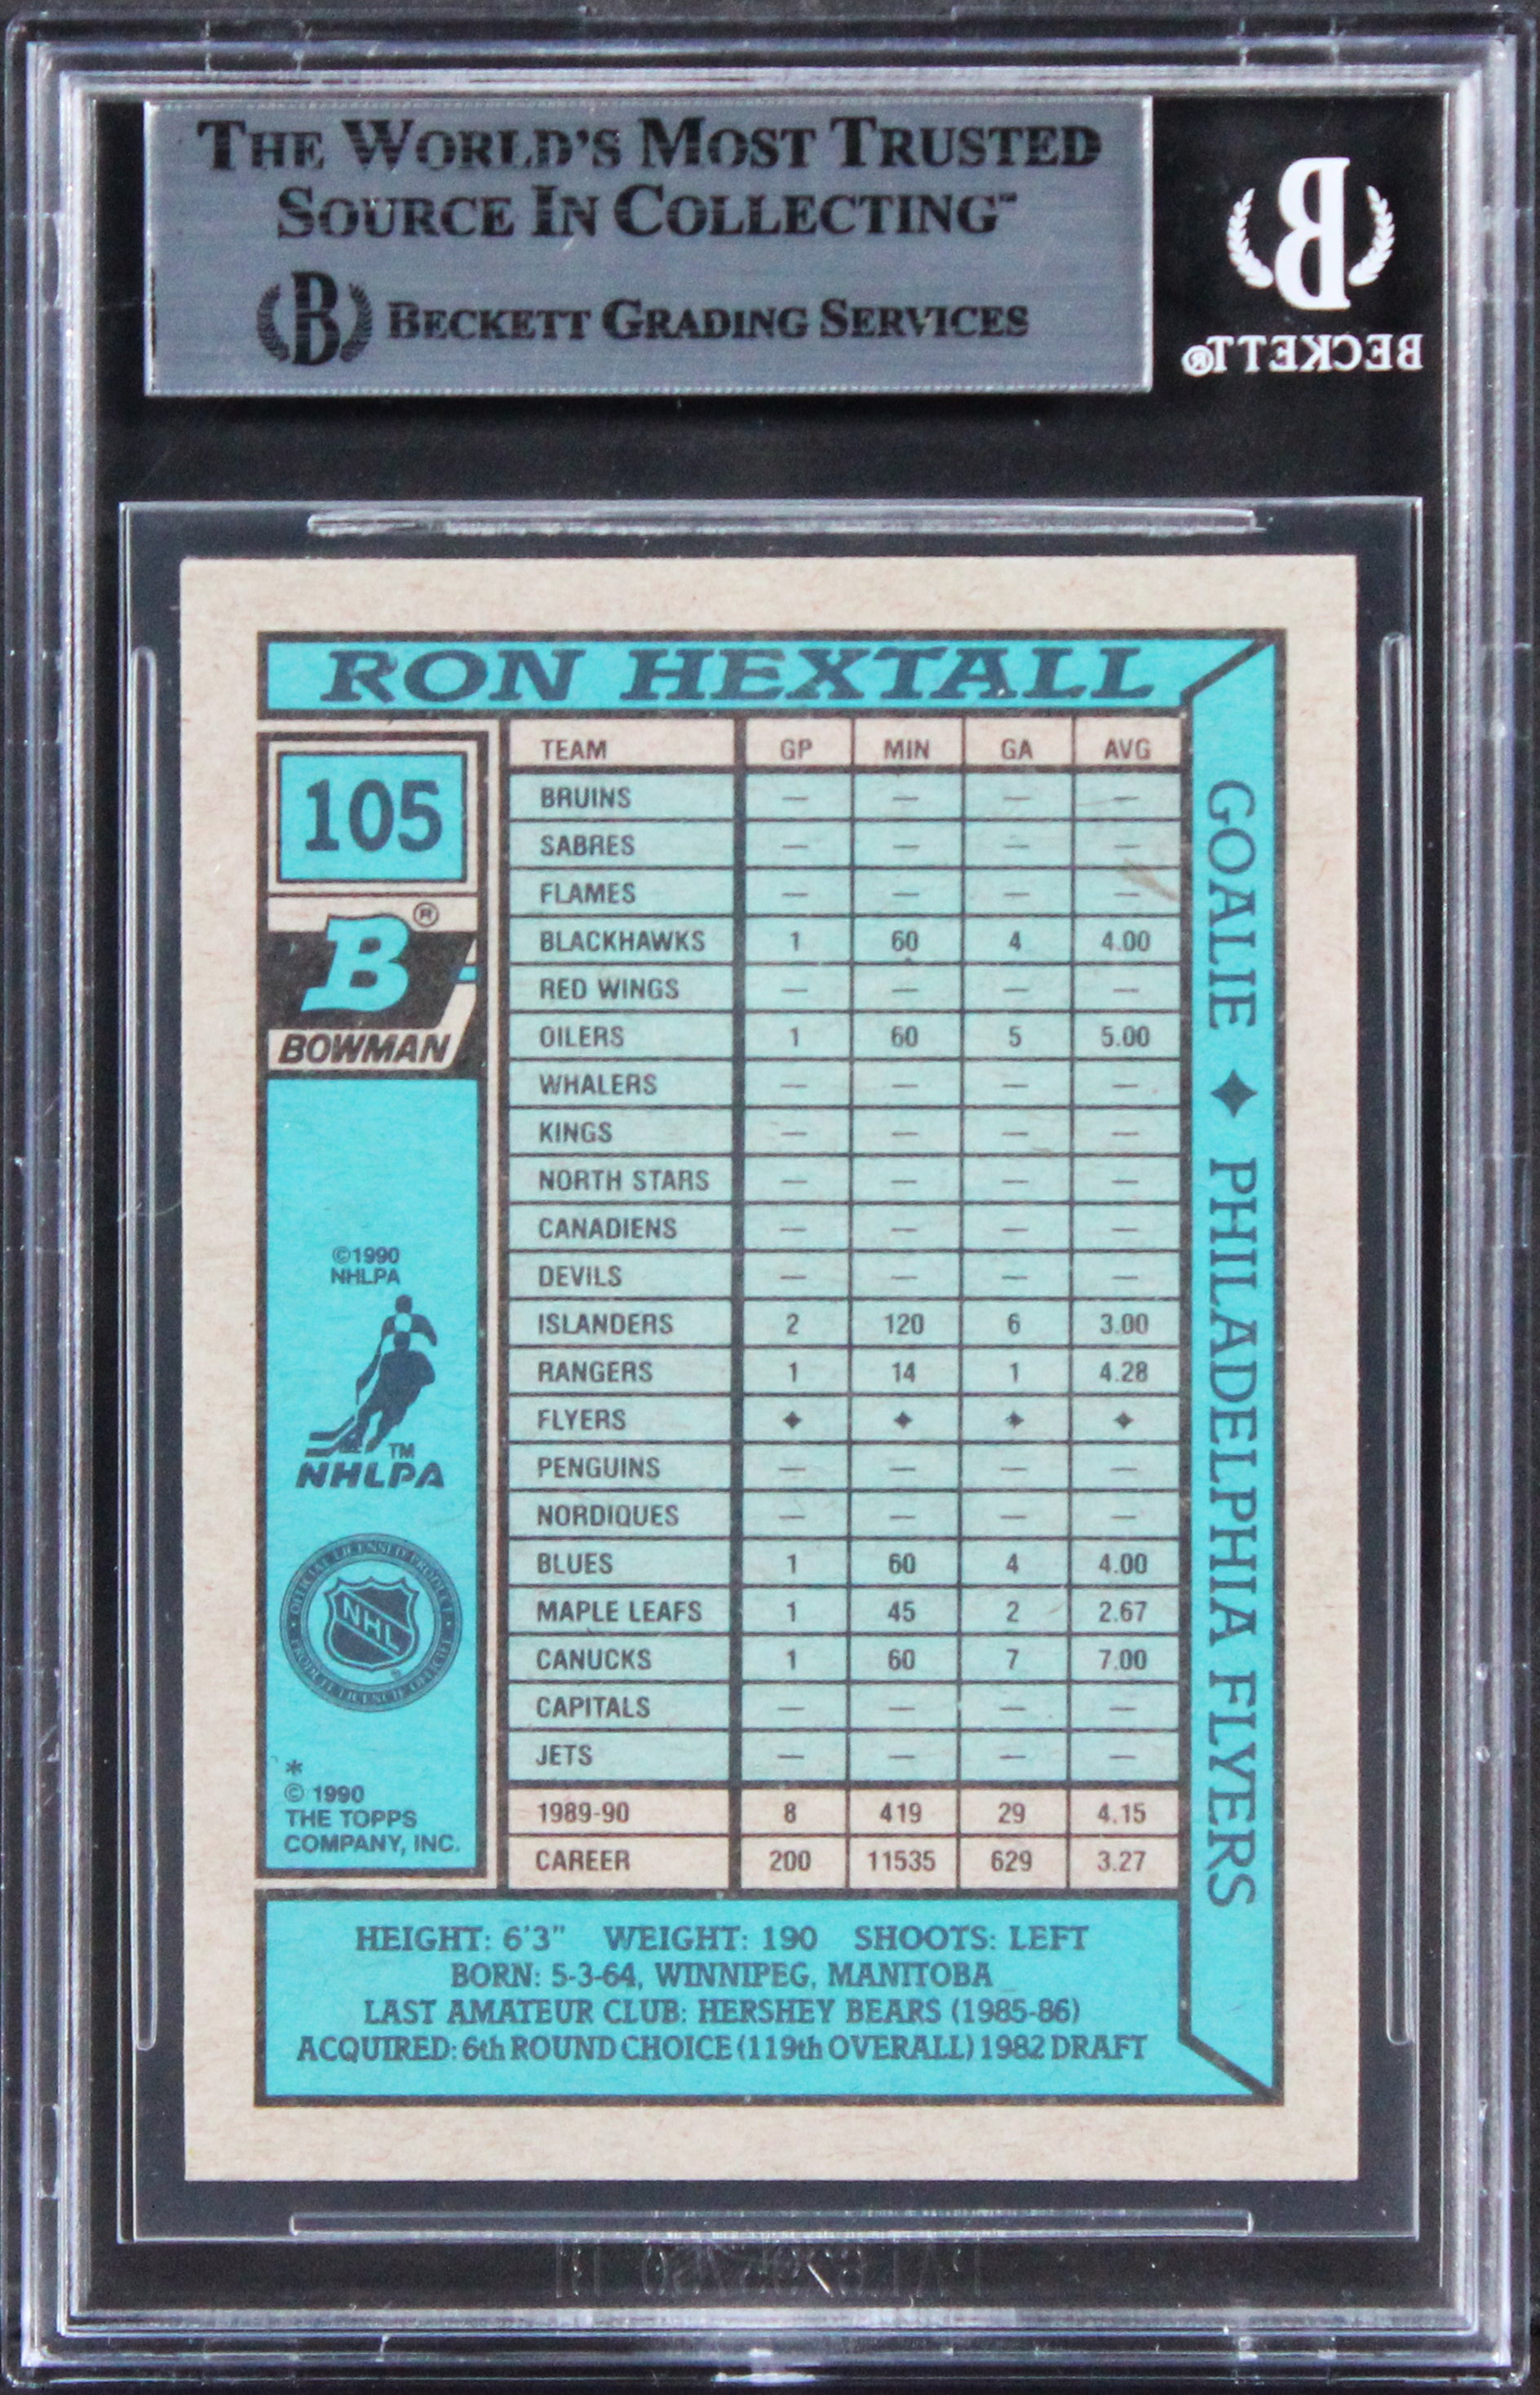 THE WORLD'S MOST TRUSTED
SOURCE IN COLLECTING™
B BECKETT GRADING SERVICES
B
BECKETT®
RON HEXTALL
105
B®
BOWMAN
©1990
NHLPA
TM
NHLPA
OFFICIAL LICENSED PRODUCT
NHL
PRODUIT LICENCIÉ OFFICIEL
*
© 1990
THE TOPPS
COMPANY, INC.
TEAM GP MIN GA AVG
BRUINS — — — —
SABRES — — — —
FLAMES — — — —
BLACKHAWKS 1 60 4 4.00
RED WINGS — — — —
OILERS 1 60 5 5.00
WHALERS — — — —
KINGS — — — —
NORTH STARS — — — —
CANADIENS — — — —
DEVILS — — — —
ISLANDERS 2 120 6 3.00
RANGERS 1 14 1 4.28
FLYERS ✦ ✦ ✦ ✦
PENGUINS — — — —
NORDIQUES — — — —
BLUES 1 60 4 4.00
MAPLE LEAFS 1 45 2 2.67
CANUCKS 1 60 7 7.00
CAPITALS — — — —
JETS — — — —
1989-90 8 419 29 4.15
CAREER 200 11535 629 3.27
GOALIE ✦ PHILADELPHIA FLYERS
HEIGHT: 6'3" WEIGHT: 190 SHOOTS: LEFT
BORN: 5-3-64, WINNIPEG, MANITOBA
LAST AMATEUR CLUB: HERSHEY BEARS (1985-86)
ACQUIRED: 6th ROUND CHOICE (119th OVERALL) 1982 DRAFT